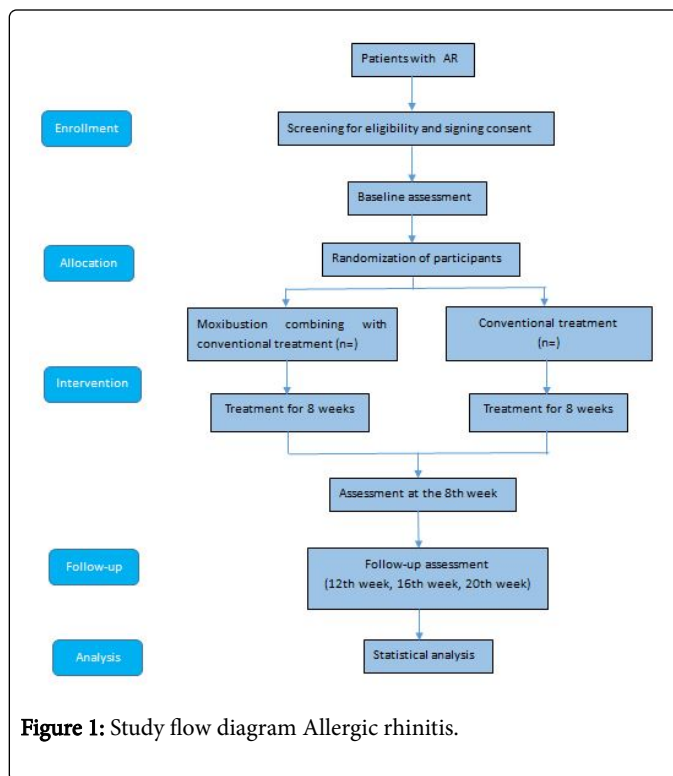 Patients with AR
Enrollment
Screening for eligibility and signing consent
Baseline assessment
Allocation
Randomization of participants
Moxibustion combining with
conventional treatment (n=)
Conventional treatment
(n=)
Intervention
Treatment for 8 weeks
Treatment for 8 weeks
Assessment at the 8th week
Follow-up
Follow-up assessment
(12th week, 16th week, 20th week)
Analysis
Statistical analysis
Figure 1: Study flow diagram Allergic rhinitis.